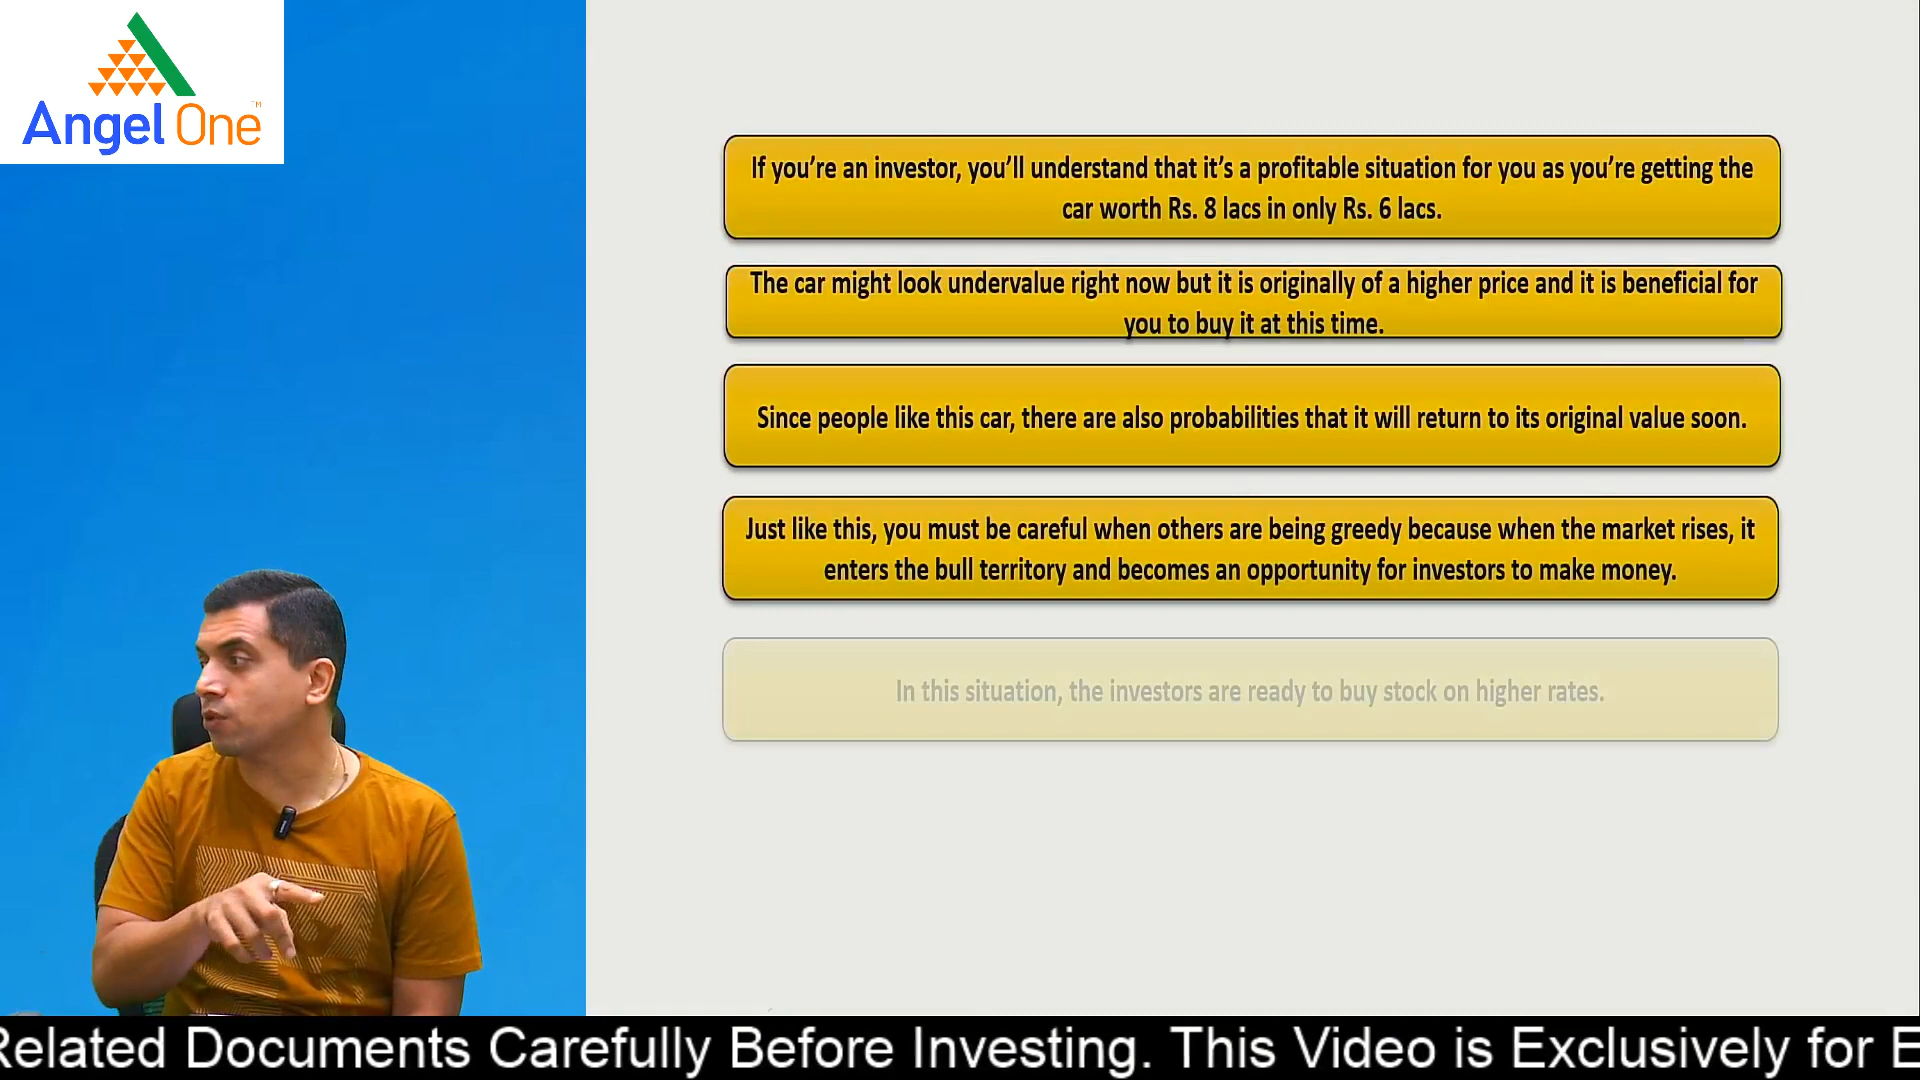 Angel One
TM
If you're an investor, you'll understand that it's a profitable situation for you as you're getting the
car worth Rs. 8 lacs in only Rs. 6 lacs.
The car might look undervalue right now but it is originally of a higher price and it is beneficial for
you to buy it at this time.
Since people like this car, there are also probabilities that it will return to its original value soon.
Just like this, you must be careful when others are being greedy because when the market rises, it
enters the bull territory and becomes an opportunity for investors to make money.
In this situation, the investors are ready to buy stock on higher rates.
Related Documents Carefully Before Investing. This Video is Exclusively for E